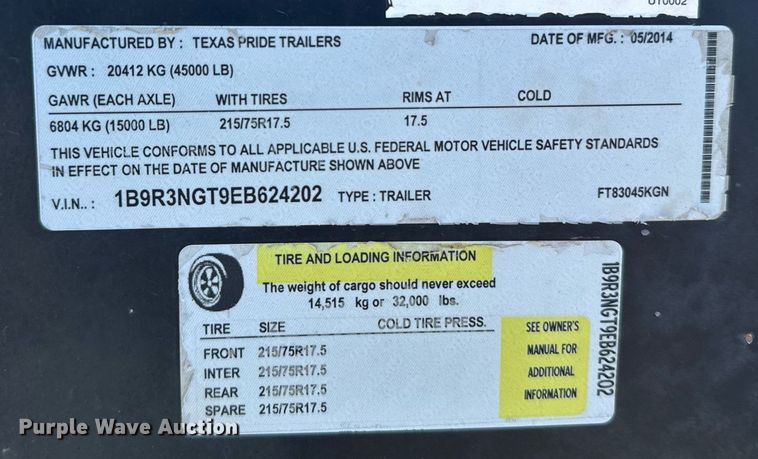 UT0002
MANUFACTURED BY : TEXAS PRIDE TRAILERS DATE OF MFG. : 05/2014
GVWR : 20412 KG (45000 LB)
GAWR (EACH AXLE) WITH TIRES RIMS AT COLD
6804 KG (15000 LB) 215/75R17.5 17.5
THIS VEHICLE CONFORMS TO ALL APPLICABLE U.S. FEDERAL MOTOR VEHICLE SAFETY STANDARDS
IN EFFECT ON THE DATE OF MANUFACTURE SHOWN ABOVE
V.I.N.. : 1B9R3NGT9EB624202 TYPE : TRAILER FT83045KGN
TIRE AND LOADING INFORMATION
The weight of cargo should never exceed
14,515 kg or 32,000 lbs.
TIRE SIZE COLD TIRE PRESS.
FRONT 215/75R17.5
INTER 215/75R17.5
REAR 215/75R17.5
SPARE 215/75R17.5
SEE OWNER'S
MANUAL FOR
ADDITIONAL
INFORMATION
1B9R3NGT9EB624202
Purple Wave Auction